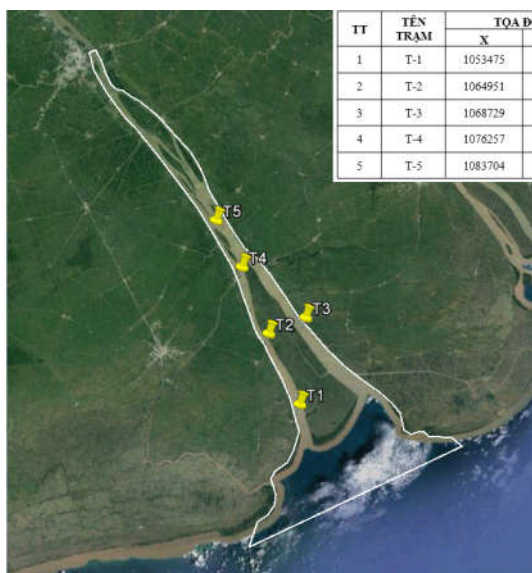 TT TÊN TRẠM TỌA Đ
X
1 T-1 1053475
2 T-2 1064951
3 T-3 1068729
4 T-4 1076257
5 T-5 1083704
T5
T4
T3
T2
T1